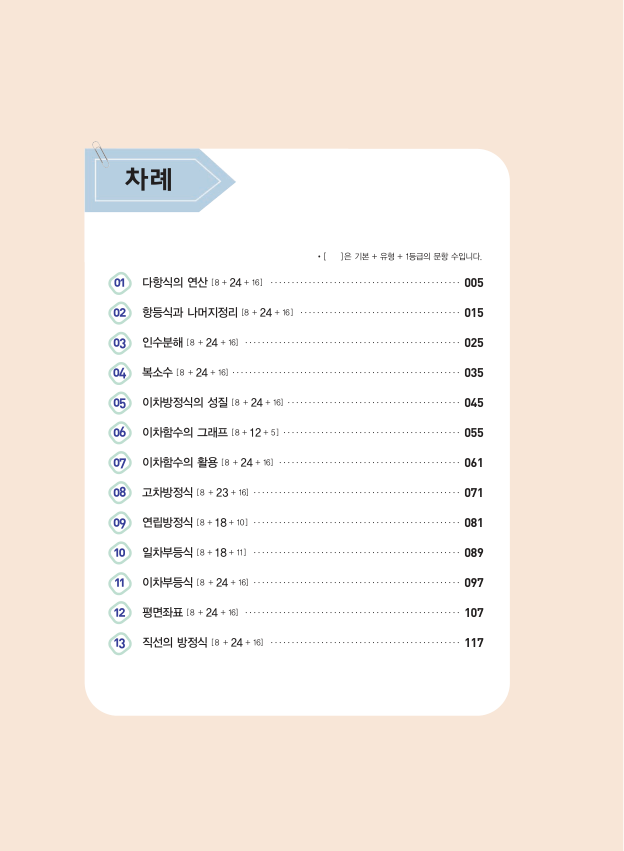 차례
• [ ]은 기본 + 유형 + 1등급의 문항 수입니다.
01 다항식의 연산 [8 + 24 + 16] 005
02 항등식과 나머지정리 [8 + 24 + 16] 015
03 인수분해 [8 + 24 + 16] 025
04 복소수 [8 + 24 + 16] 035
05 이차방정식의 성질 [8 + 24 + 16] 045
06 이차함수의 그래프 [8 + 12 + 5] 055
07 이차함수의 활용 [8 + 24 + 16] 061
08 고차방정식 [8 + 23 + 16] 071
09 연립방정식 [8 + 18 + 10] 081
10 일차부등식 [8 + 18 + 11] 089
11 이차부등식 [8 + 24 + 16] 097
12 평면좌표 [8 + 24 + 16] 107
13 직선의 방정식 [8 + 24 + 16] 117